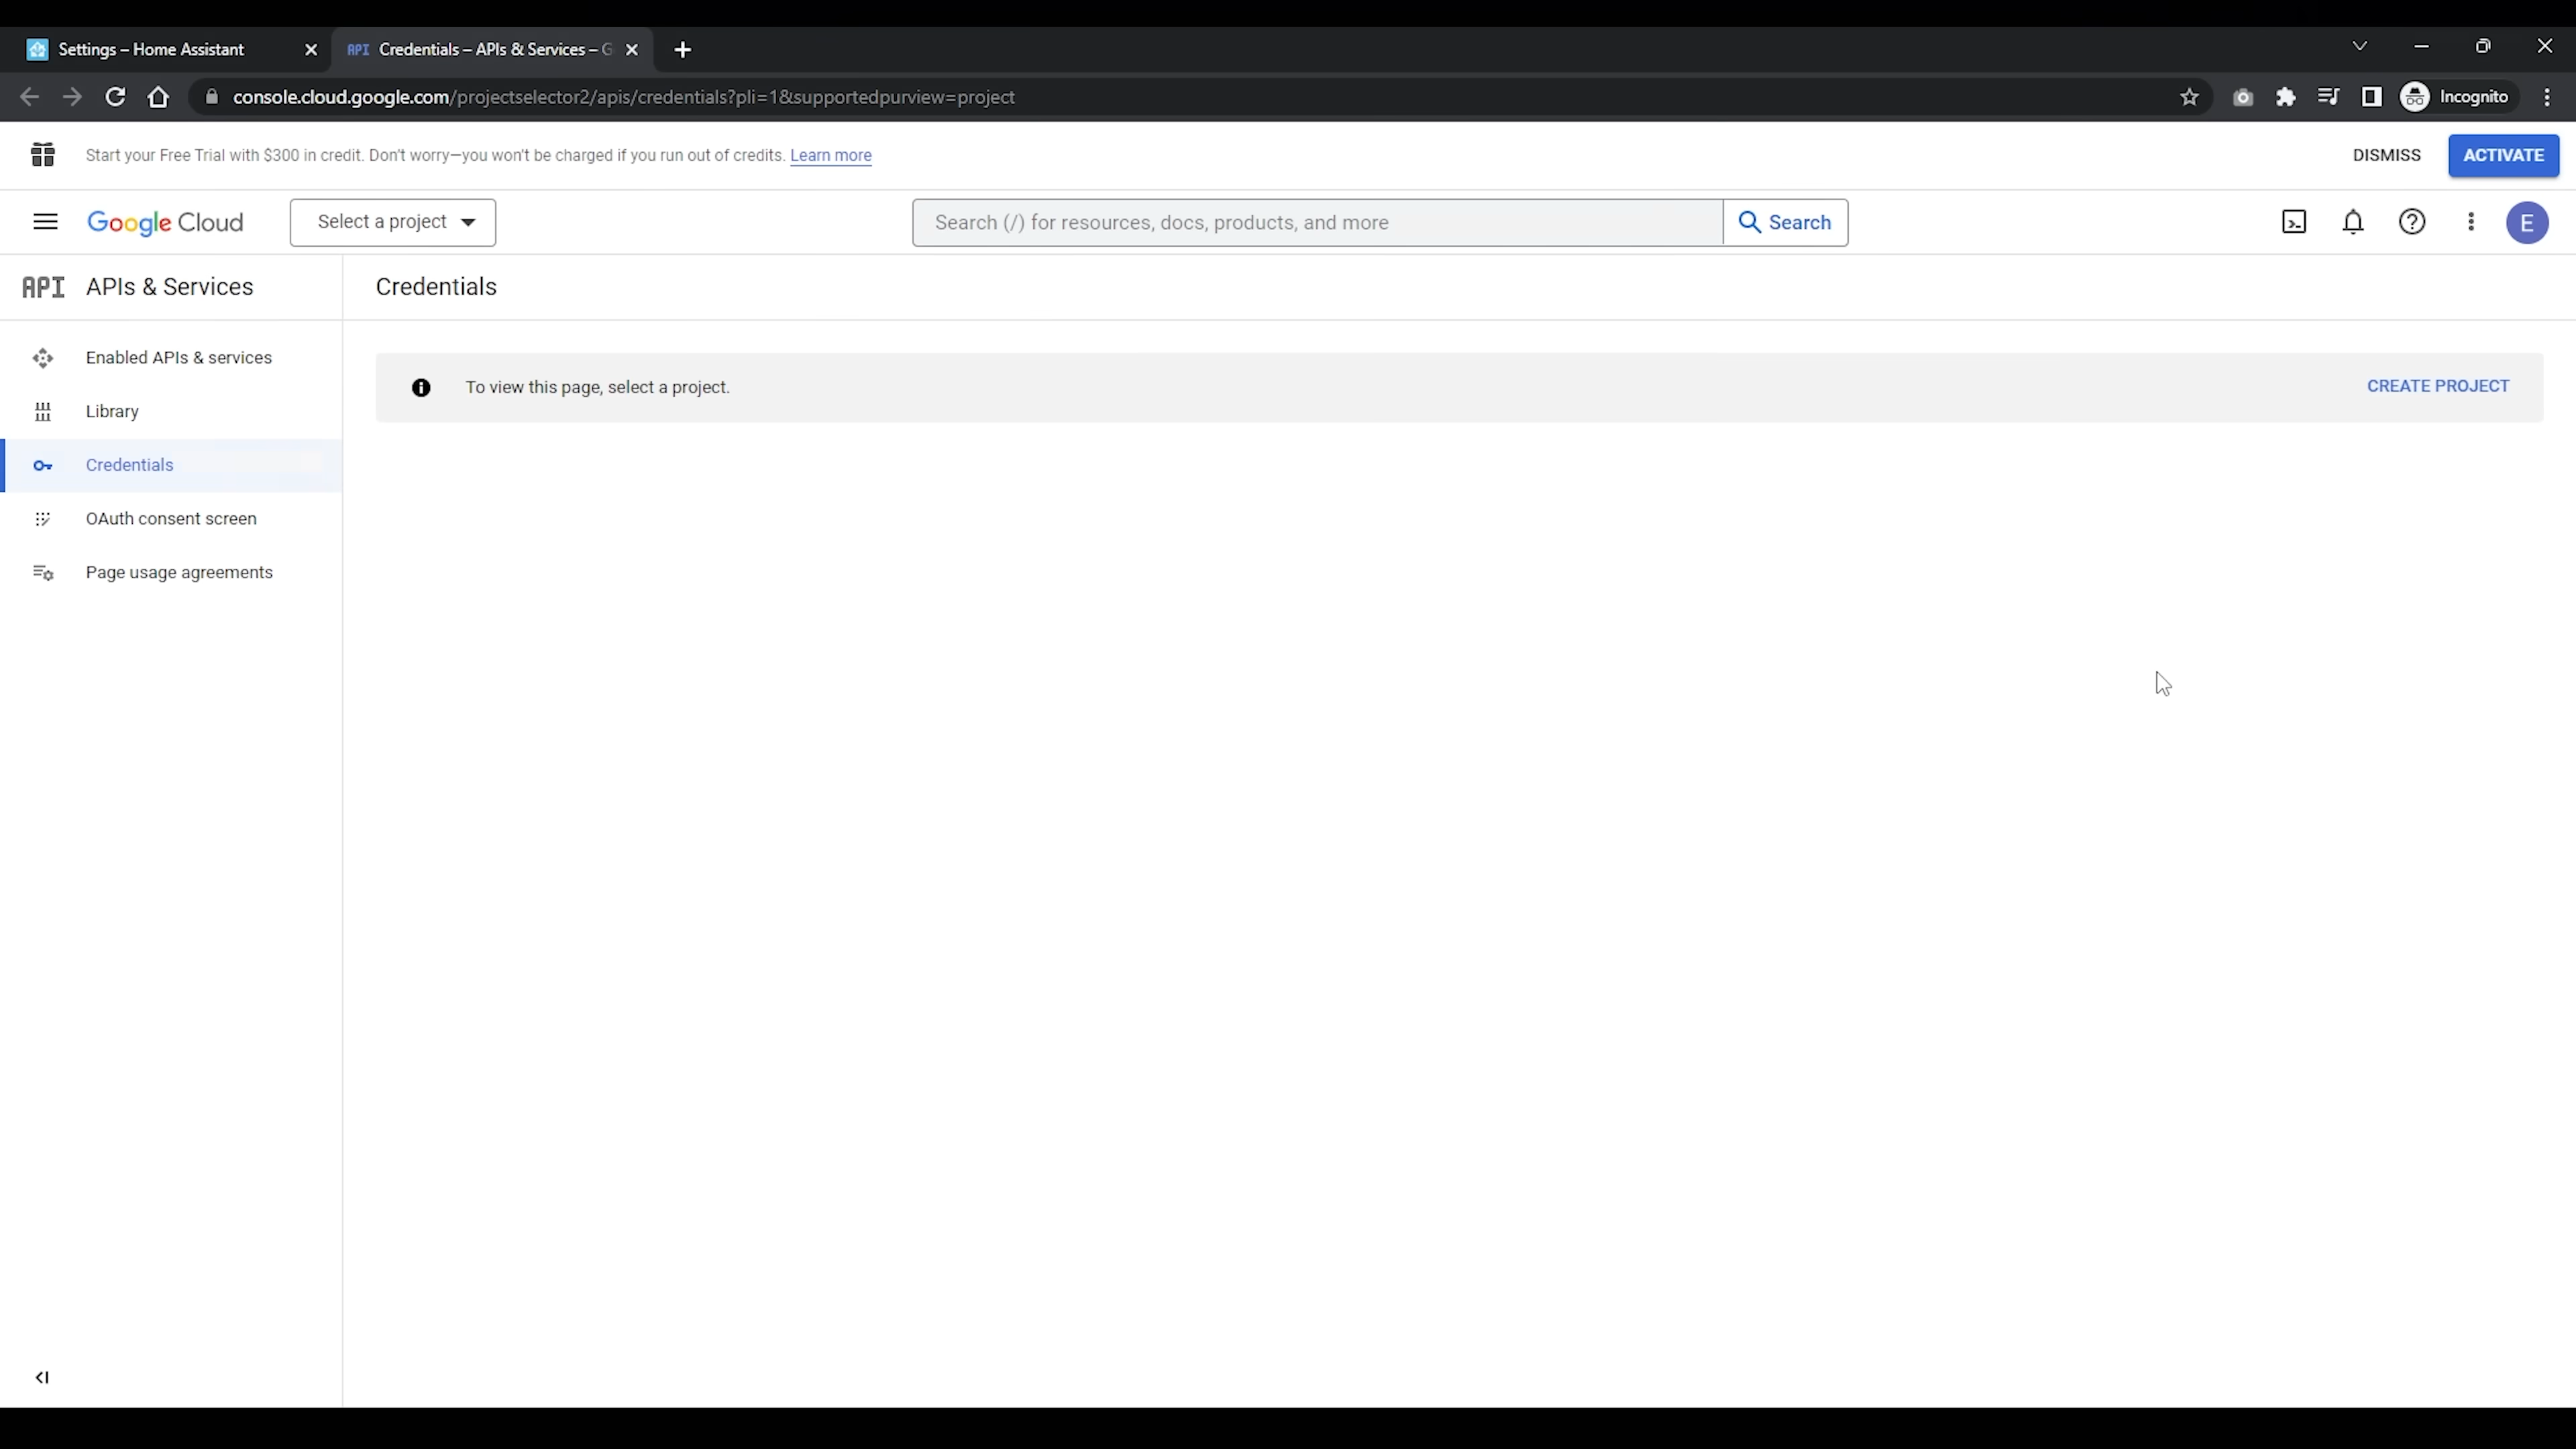 Settings – Home Assistant
API Credentials – APIs & Services – G
console.cloud.google.com/projectselector2/apis/credentials?pli=1&supportedpurview=project
Incognito
Start your Free Trial with $300 in credit. Don't worry—you won't be charged if you run out of credits. Learn more
DISMISS
ACTIVATE
Google Cloud
Select a project
Search (/) for resources, docs, products, and more
Search
E
API APIs & Services
Credentials
Enabled APIs & services
Library
Credentials
OAuth consent screen
Page usage agreements
To view this page, select a project.
CREATE PROJECT